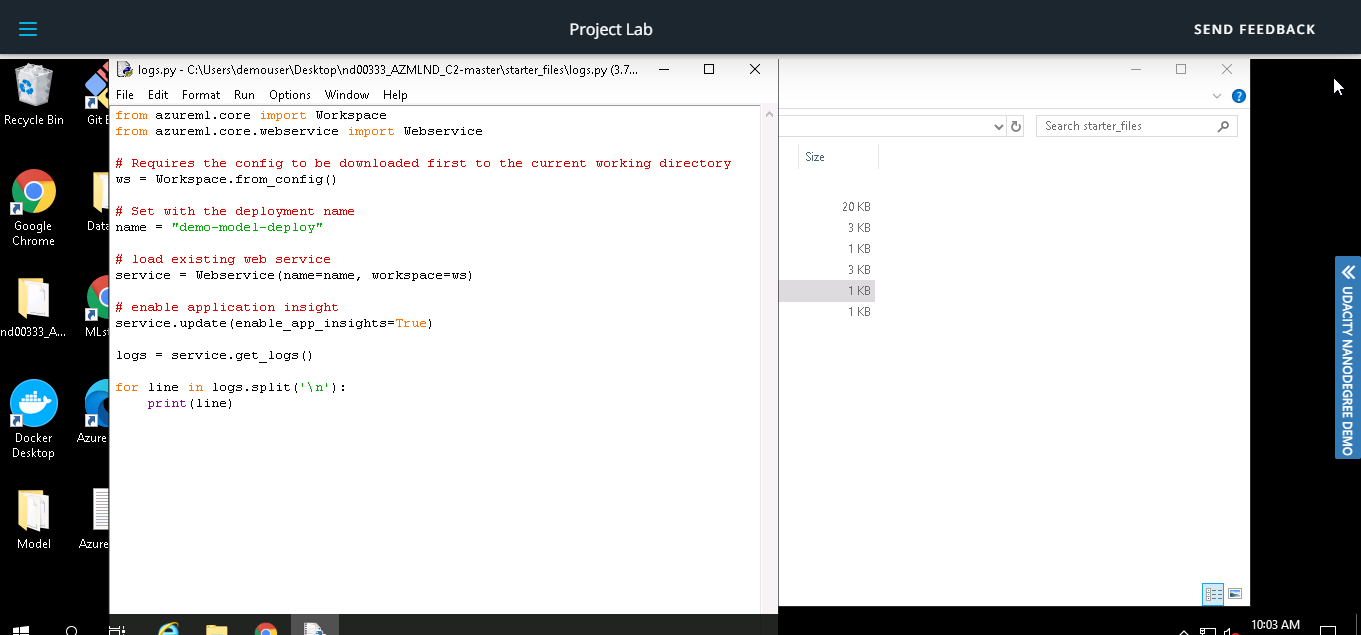 Project Lab
SEND FEEDBACK
logs.py - C:\Users\demouser\Desktop\nd00333_AZMLND_C2-master\starter_files\logs.py (3.7...
File Edit Format Run Options Window Help
from azureml.core import Workspace
from azureml.core.webservice import Webservice
# Requires the config to be downloaded first to the current working directory
ws = Workspace.from_config()
# Set with the deployment name
name = "demo-model-deploy"
# load existing web service
service = Webservice(name=name, workspace=ws)
# enable application insight
service.update(enable_app_insights=True)
logs = service.get_logs()
for line in logs.split('\n'):
    print(line)
Recycle Bin
Git
Google
Chrome
Data
nd00333_A...
MLst
Docker
Desktop
Azure
Model
Azure
Search starter_files
Size
20 KB
3 KB
1 KB
3 KB
1 KB
1 KB
UDACITY NANODEGREE DEMO
10:03 AM